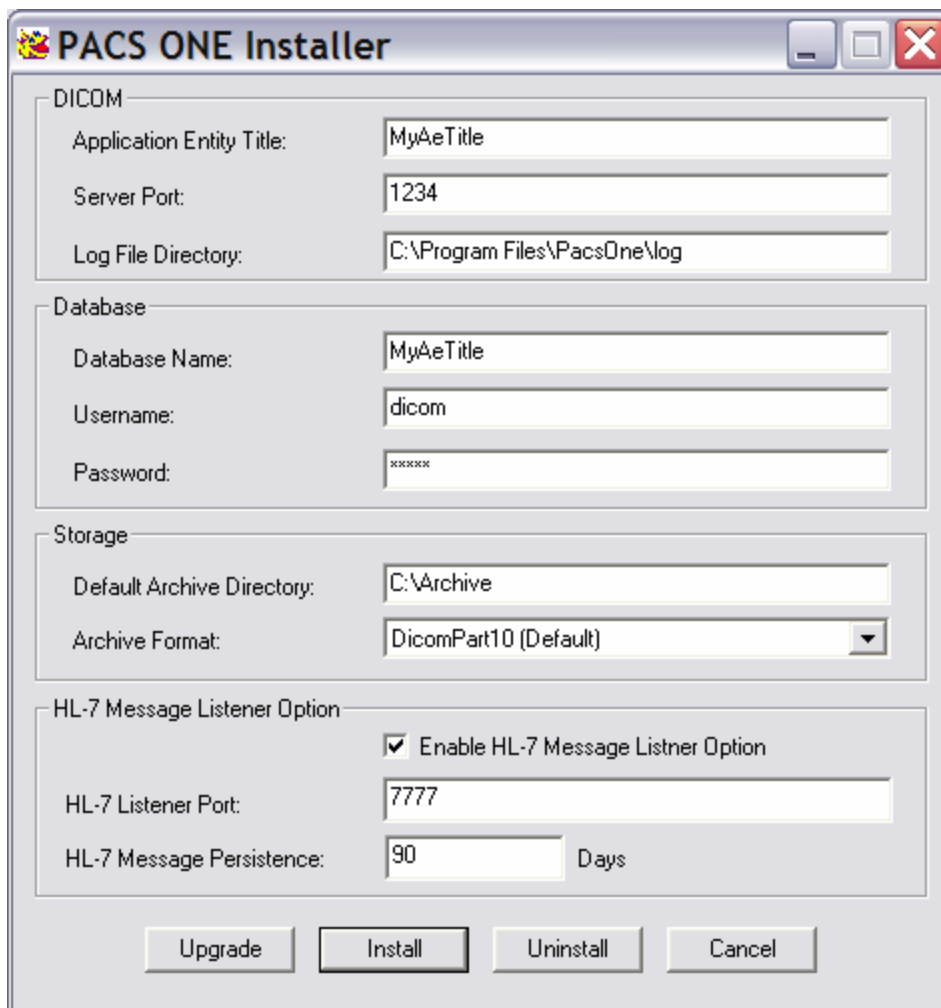 PACS ONE Installer
DICOM
Application Entity Title: MyAeTitle
Server Port: 1234
Log File Directory: C:\Program Files\PacsOne\log
Database
Database Name: MyAeTitle
Username: dicom
Password: *****
Storage
Default Archive Directory: C:\Archive
Archive Format: DicomPart10 (Default)
HL-7 Message Listener Option
Enable HL-7 Message Listner Option
HL-7 Listener Port: 7777
HL-7 Message Persistence: 90 Days
Upgrade Install Uninstall Cancel